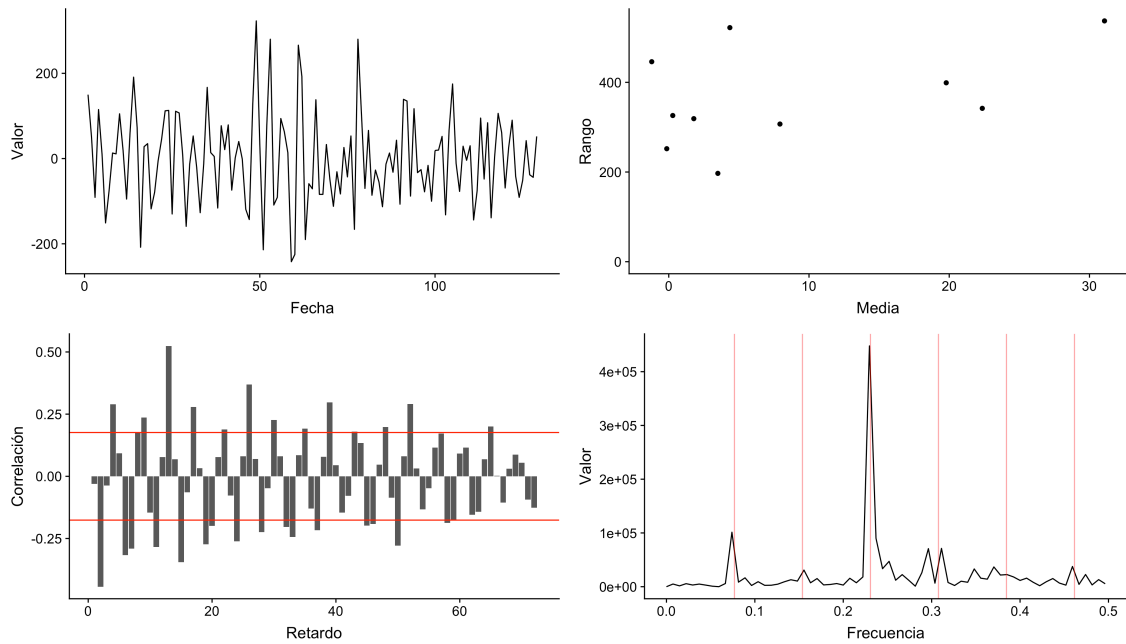 Valor
200
0
-200
0
50
100
Fecha
Rango
400
200
0
0
10
20
30
Media
Correlación
0.50
0.25
0.00
-0.25
0
20
40
60
Retardo
Valor
4e+05
3e+05
2e+05
1e+05
0e+00
0.0
0.1
0.2
0.3
0.4
0.5
Frecuencia